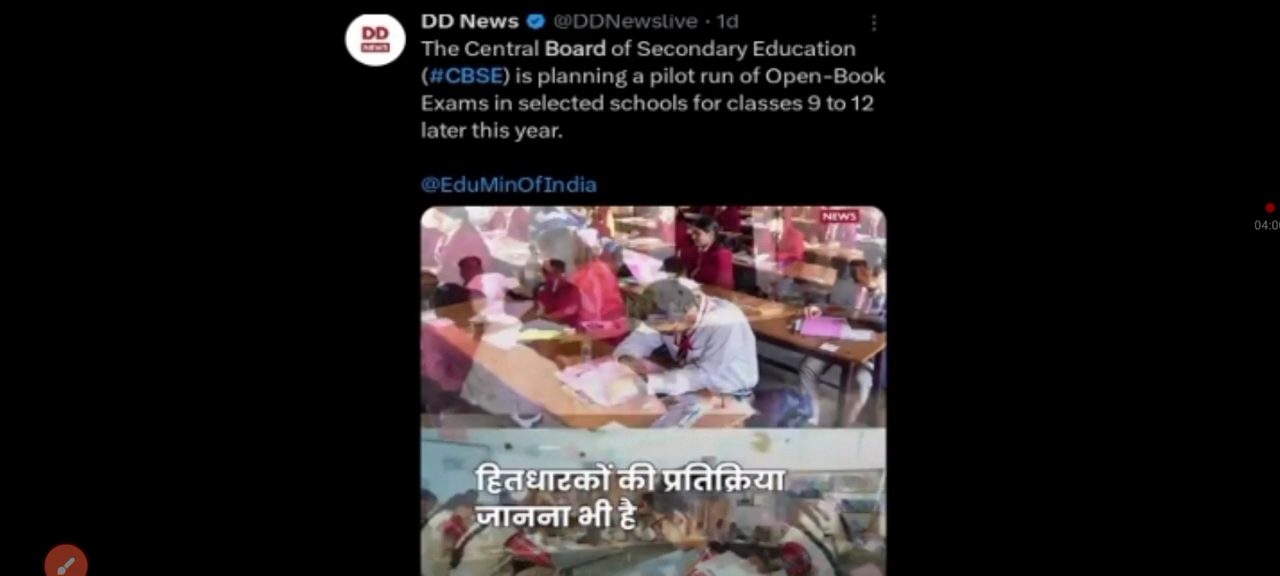 DD News @DDNewslive · 1d
DD
NEWS
The Central Board of Secondary Education
(#CBSE) is planning a pilot run of Open-Book
Exams in selected schools for classes 9 to 12
later this year.
@EduMinOfIndia
NEWS
हितधारकों की प्रतिक्रिया
जानना भी है